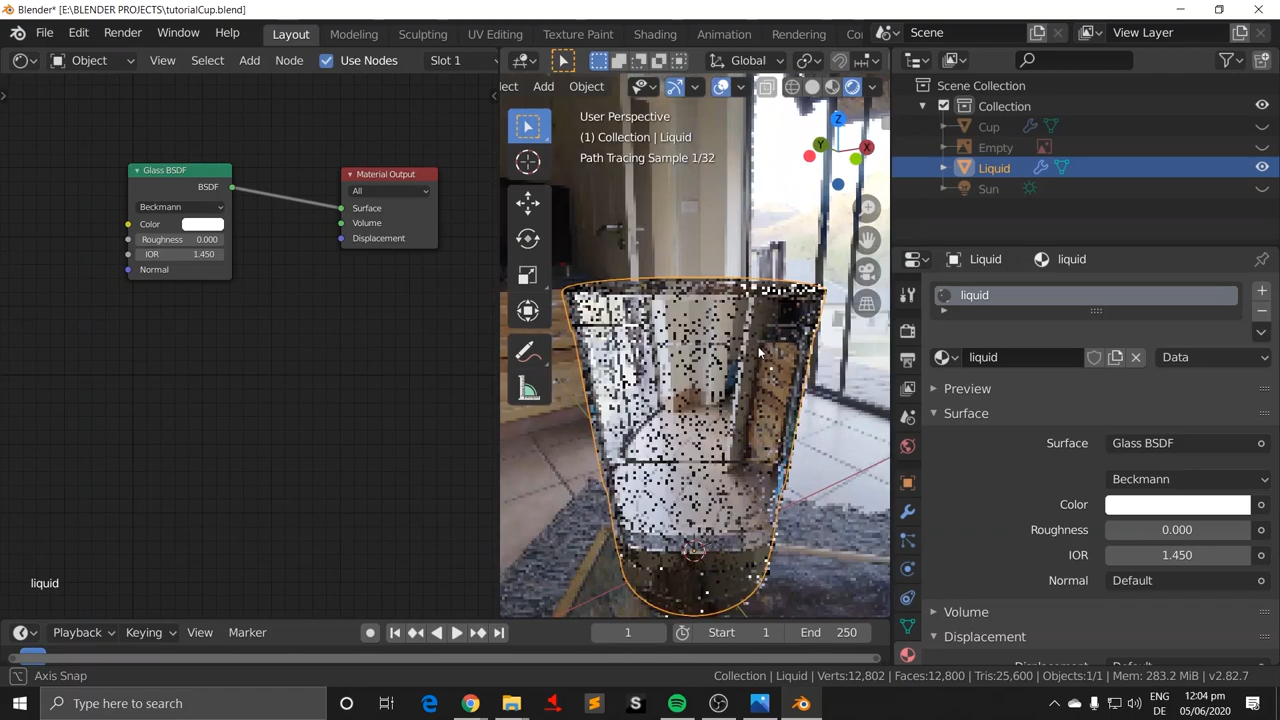 Blender* [E:\BLENDER PROJECTS\tutorialCup.blend]
File Edit Render Window Help Layout Modeling Sculpting UV Editing Texture Paint Shading Animation Rendering Co Scene View Layer
Object View Select Add Node Use Nodes Slot 1 Global
ect Add Object
Scene Collection
Collection
Cup
Empty
Liquid
Sun
User Perspective
(1) Collection | Liquid
Path Tracing Sample 1/32
Z
Y
X
Glass BSDF
BSDF
Beckmann
Color
Roughness 0.000
IOR 1.450
Normal
Material Output
All
Surface
Volume
Displacement
liquid
Liquid liquid
liquid
liquid Data
Preview
Surface
Surface Glass BSDF
Beckmann
Color
Roughness 0.000
IOR 1.450
Normal Default
Volume
Displacement
Playback Keying View Marker 1 Start 1 End 250
Axis Snap Collection | Liquid | Verts:12,802 | Faces:12,800 | Tris:25,600 | Objects:1/1 | Mem: 283.2 MiB | v2.82.7
Type here to search
ENG
DE
12:04 pm
05/06/2020